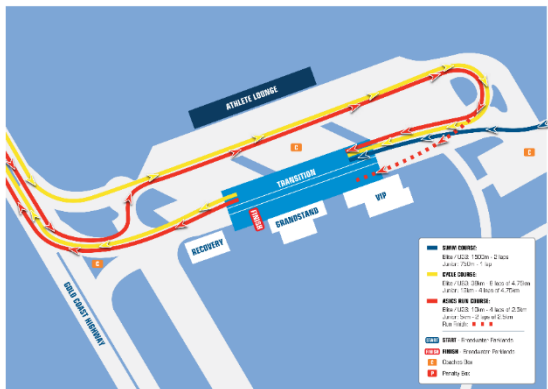 ATHLETE LOUNGE
C
C
TRANSITION
VIP
FINISH
GRANDSTAND
RECOVERY
C
GOLD COAST HIGHWAY
SWIM COURSE:
Elite / U23: 1500m - 2 laps
Junior: 750m - 1 lap
CYCLE COURSE:
Elite / U23: 38km - 8 laps of 4.75km
Junior: 19km - 4 laps of 4.75km
ASICS RUN COURSE:
Elite / U23: 10km - 4 laps of 2.5km
Junior: 5km - 2 laps of 2.5km
Run Finish:
START - Broadwater Parklands
FINISH FINISH - Broadwater Parklands
C Coaches Box
P Penalty Box